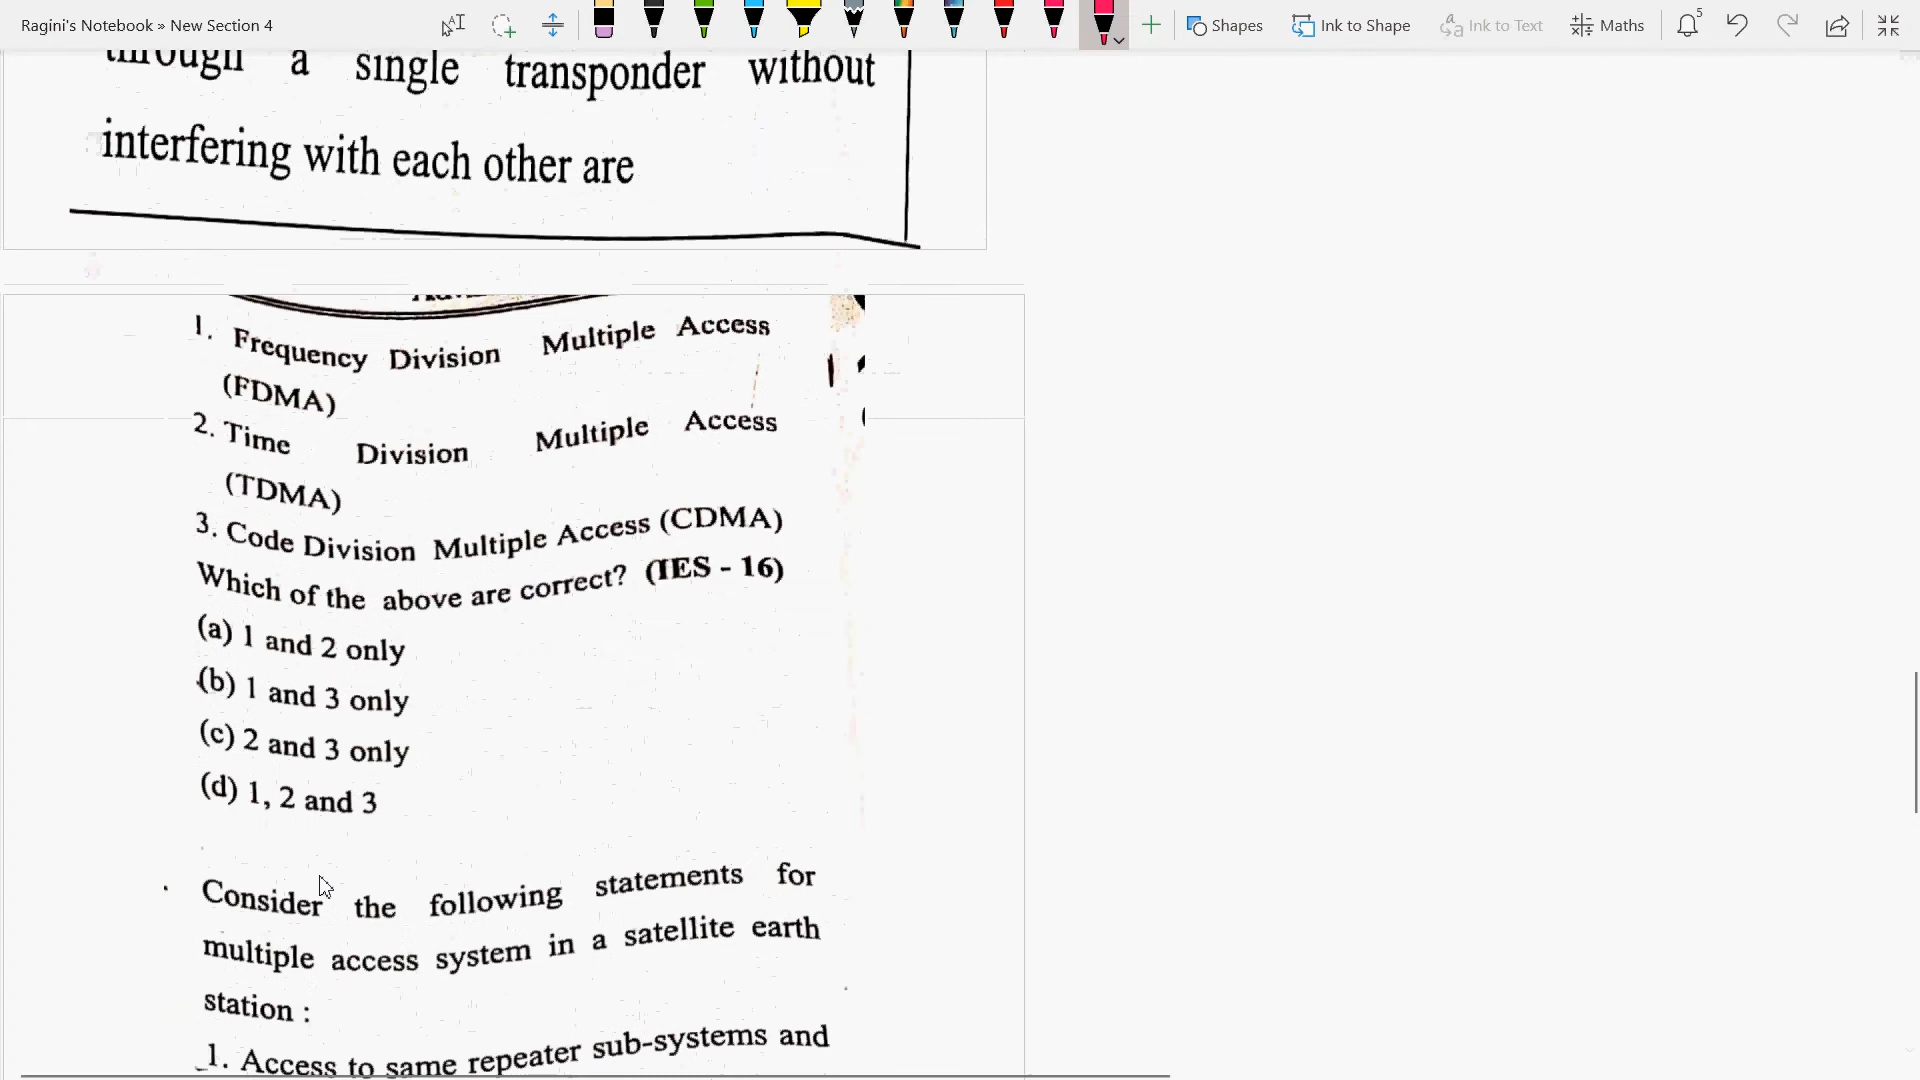 Ragini's Notebook » New Section 4
Shapes
Ink to Shape
Ink to Text
Maths
5
through a single transponder without
interfering with each other are
1. Frequency Division Multiple Access
(FDMA)
2. Time Division Multiple Access
(TDMA)
3. Code Division Multiple Access (CDMA)
Which of the above are correct? (IES - 16)
(a) 1 and 2 only
(b) 1 and 3 only
(c) 2 and 3 only
(d) 1, 2 and 3
Consider the following statements for
multiple access system in a satellite earth
station :
1. Access to same repeater sub-systems and